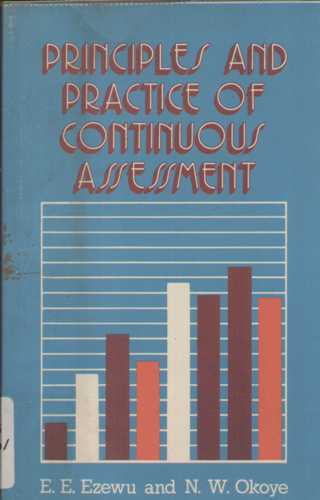 PRINCIPLES AND
PRACTICE OF
CONTINUOUS
ASSESSMENT
E. E. Ezewu and N. W. Okoye